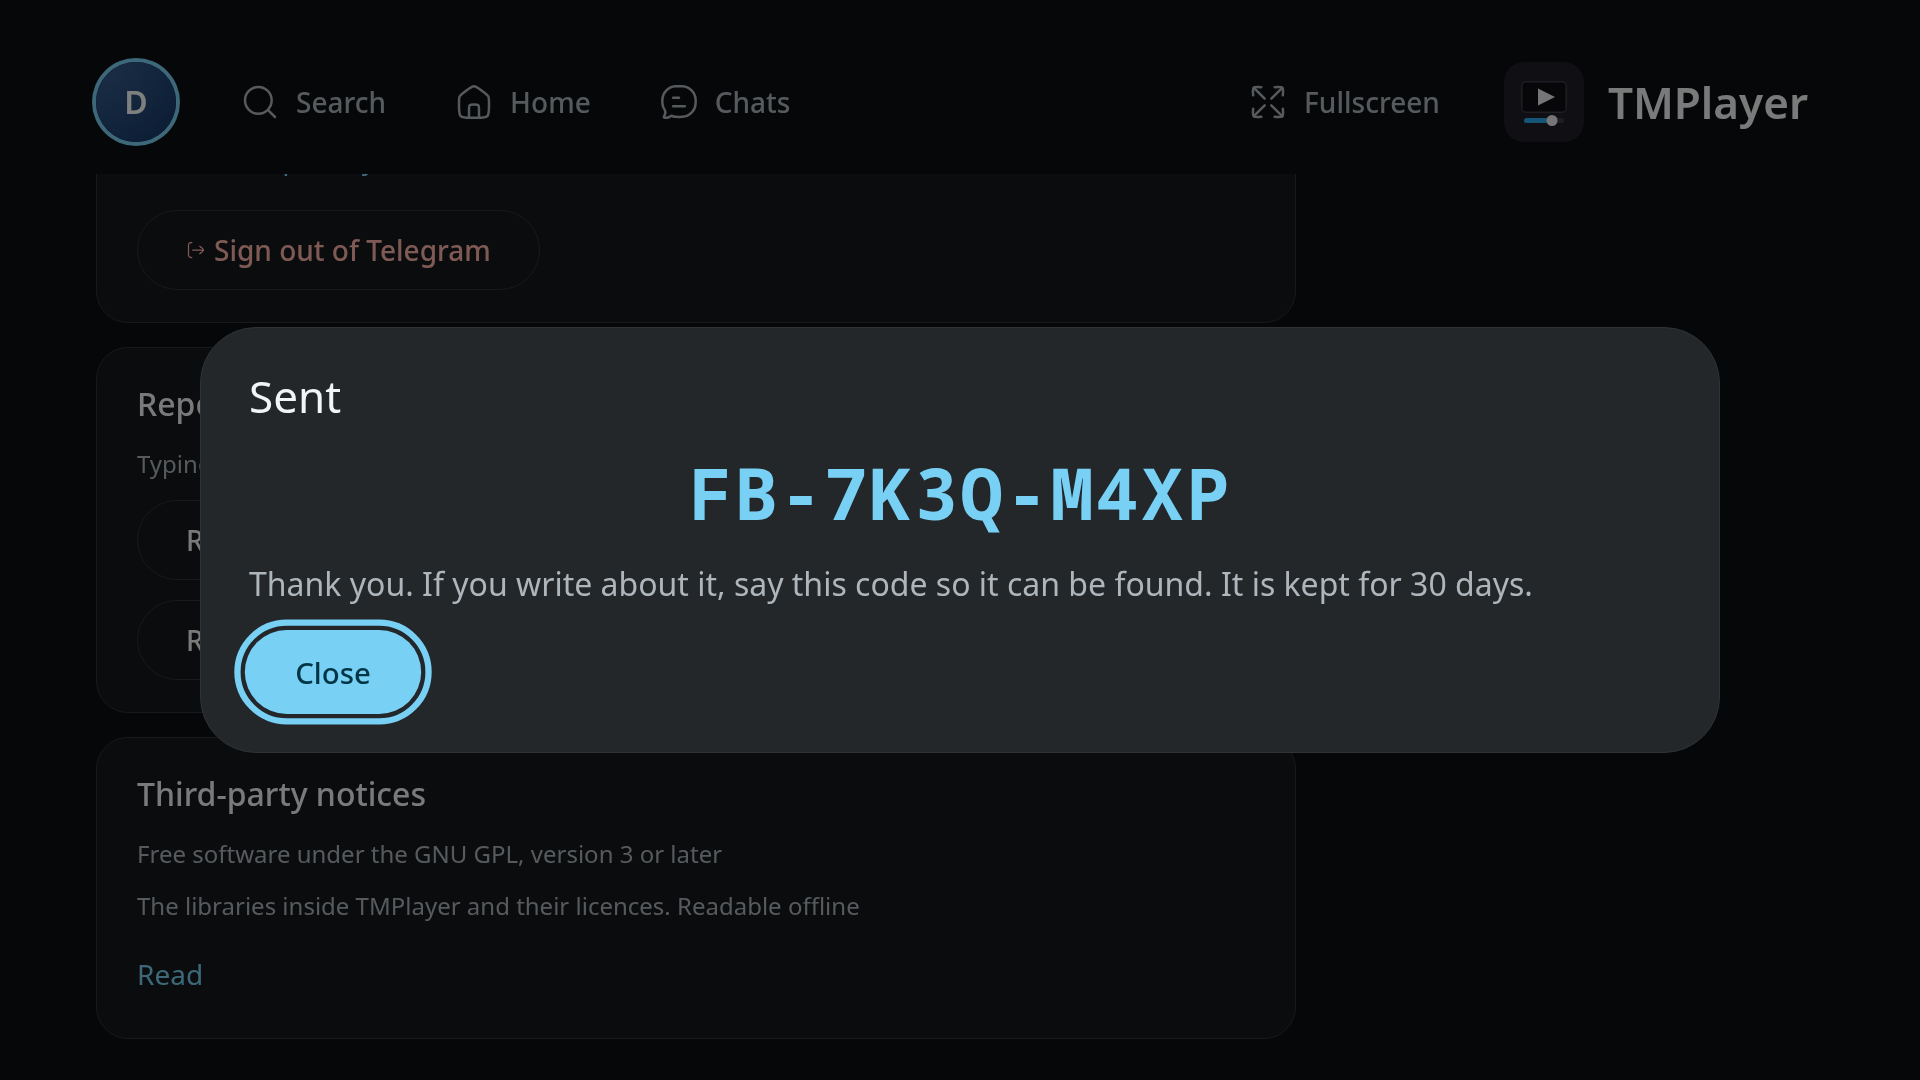 D
Search
Home
Chats
Fullscreen
TMPlayer
Sign out of Telegram
Sent
FB-7K3Q-M4XP
Thank you. If you write about it, say this code so it can be found. It is kept for 30 days.
Close
Third-party notices
Free software under the GNU GPL, version 3 or later
The libraries inside TMPlayer and their licences. Readable offline
Read